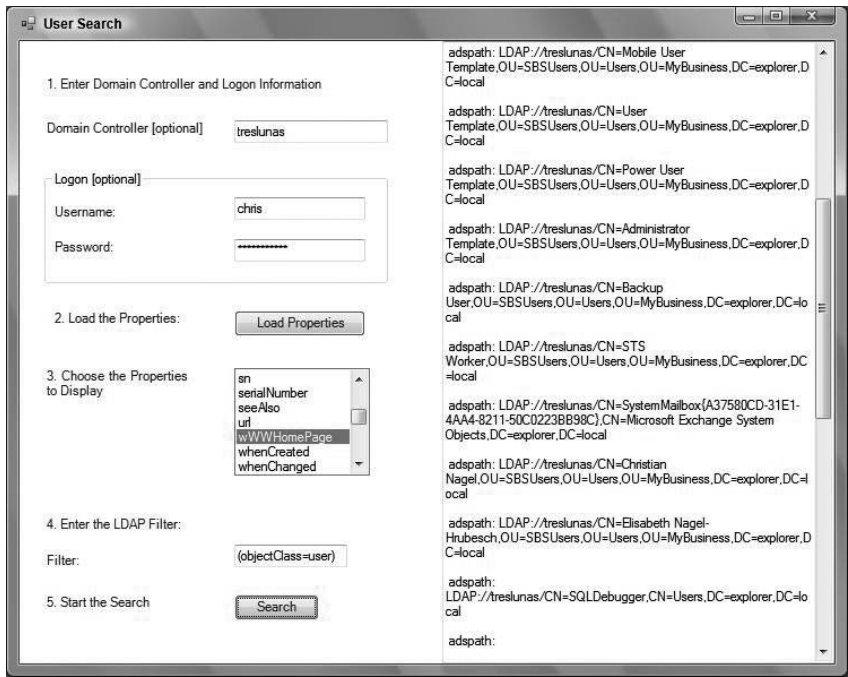 User Search
1. Enter Domain Controller and Logon Information
Domain Controller [optional]
treslunas
Logon [optional]
Username:
chris
Password:
***********
2. Load the Properties:
Load Properties
3. Choose the Properties
to Display
sn
serialNumber
seeAlso
url
wWWHomePage
whenCreated
whenChanged
4. Enter the LDAP Filter:
Filter:
(objectClass=user)
5. Start the Search
Search
adspath: LDAP://treslunas/CN=Mobile User
Template,OU=SBSUsers,OU=Users,OU=MyBusiness,DC=explorer,D
C=local
adspath: LDAP://treslunas/CN=User
Template,OU=SBSUsers,OU=Users,OU=MyBusiness,DC=explorer,D
C=local
adspath: LDAP://treslunas/CN=Power User
Template,OU=SBSUsers,OU=Users,OU=MyBusiness,DC=explorer,D
C=local
adspath: LDAP://treslunas/CN=Administrator
Template,OU=SBSUsers,OU=Users,OU=MyBusiness,DC=explorer,D
C=local
adspath: LDAP://treslunas/CN=Backup
User,OU=SBSUsers,OU=Users,OU=MyBusiness,DC=explorer,DC=lo
cal
adspath: LDAP://treslunas/CN=STS
Worker,OU=SBSUsers,OU=Users,OU=MyBusiness,DC=explorer,DC
=local
adspath: LDAP://treslunas/CN=SystemMailbox{A37580CD-31E1-
4AA4-8211-50C0223BB98C},CN=Microsoft Exchange System
Objects,DC=explorer,DC=local
adspath: LDAP://treslunas/CN=Christian
Nagel,OU=SBSUsers,OU=Users,OU=MyBusiness,DC=explorer,DC=l
ocal
adspath: LDAP://treslunas/CN=Elisabeth Nagel-
Hrubesch,OU=SBSUsers,OU=Users,OU=MyBusiness,DC=explorer,D
C=local
adspath:
LDAP://treslunas/CN=SQLDebugger,CN=Users,DC=explorer,DC=lo
cal
adspath: